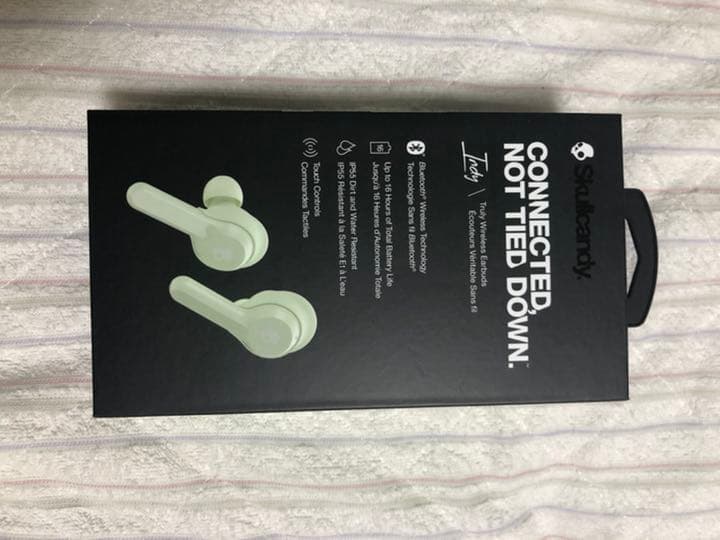 Skullcandy.
CONNECTED,
NOT TIED DOWN.™
Indy \ Truly Wireless Earbuds
Écouteurs Véritable Sans fil
Bluetooth® Wireless Technology
Technologie Sans fil Bluetooth®
16
Up to 16 Hours of Total Battery Life
Jusqu'à 16 Heures d'Autonomie Totale
IP55 Dirt and Water Resistant
IP55 Résistant à la Saleté Et à L'eau
Touch Controls
Commandes Tactiles